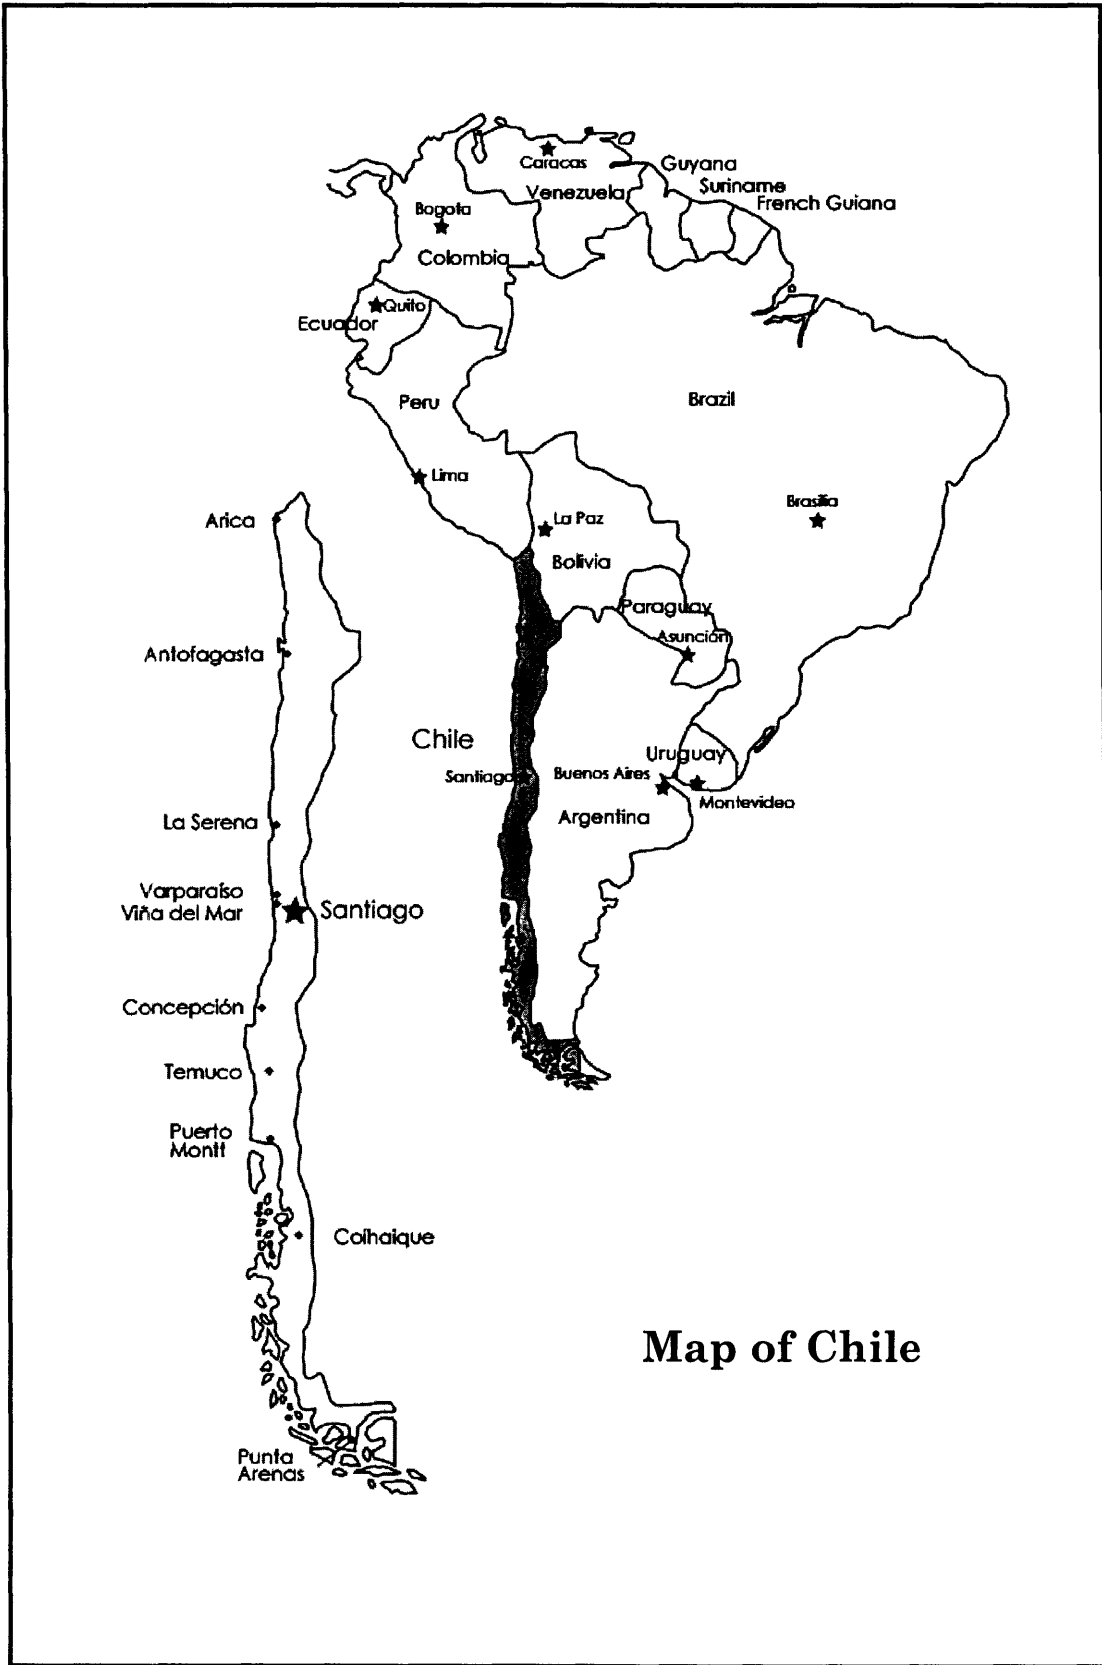 Caracas
Guyana
Venezuela
Suriname
French Guiana
Bogota
Colombia
Quito
Ecuador
Peru
Brazil
Lima
Brasilia
La Paz
Bolivia
Paraguay
Asunción
Chile
Santiago
Uruguay
Buenos Aires
Montevideo
Argentina
Arica
Antofagasta
La Serena
Varparaíso
Viña del Mar
Santiago
Concepción
Temuco
Puerto
Montt
Coihaique
Punta
Arenas
Map of Chile